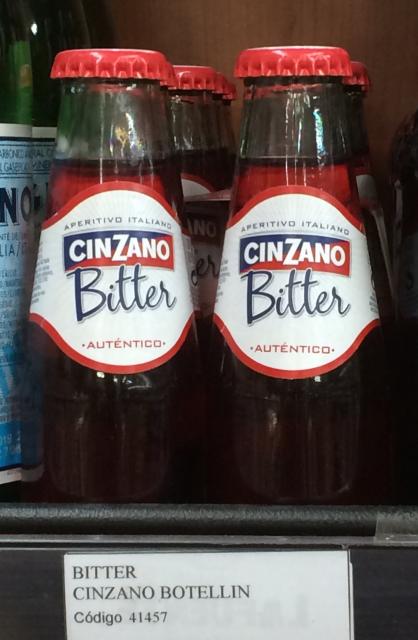 APERITIVO ITALIANO
CINZANO
Bitter
·AUTÉNTICO·
APERITIVO ITALIANO
CINZANO
Bitter
·AUTÉNTICO·
BITTER
CINZANO BOTELLIN
Código 41457